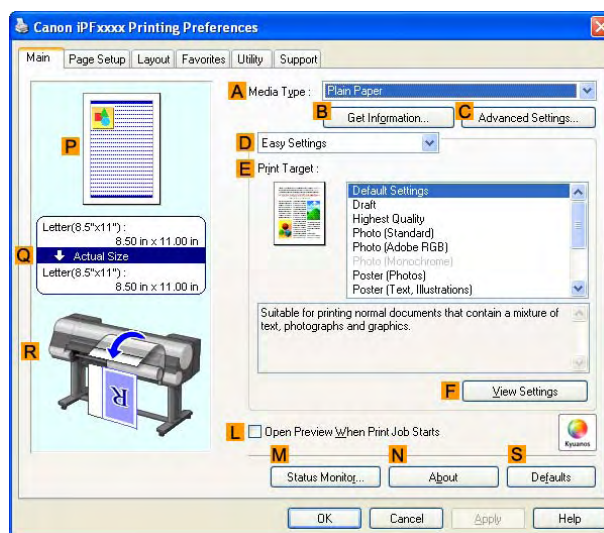 Canon iPFxxxx Printing Preferences
Main Page Setup Layout Favorites Utility Support
A Media Type : Plain Paper
B Get Information... C Advanced Settings...
D Easy Settings
E Print Target :
Default Settings
Draft
Highest Quality
Photo (Standard)
Photo (Adobe RGB)
Photo (Monochrome)
Poster (Photos)
Poster (Text, Illustrations)
Suitable for printing normal documents that contain a mixture of
text, photographs and graphics.
F View Settings
P
Letter(8.5"x11") :
8.50 in x 11.00 in
Q Actual Size
Letter(8.5"x11") :
8.50 in x 11.00 in
R
R
L Open Preview When Print Job Starts
Kyuanos
M Status Monitor... N About S Defaults
OK Cancel Apply Help